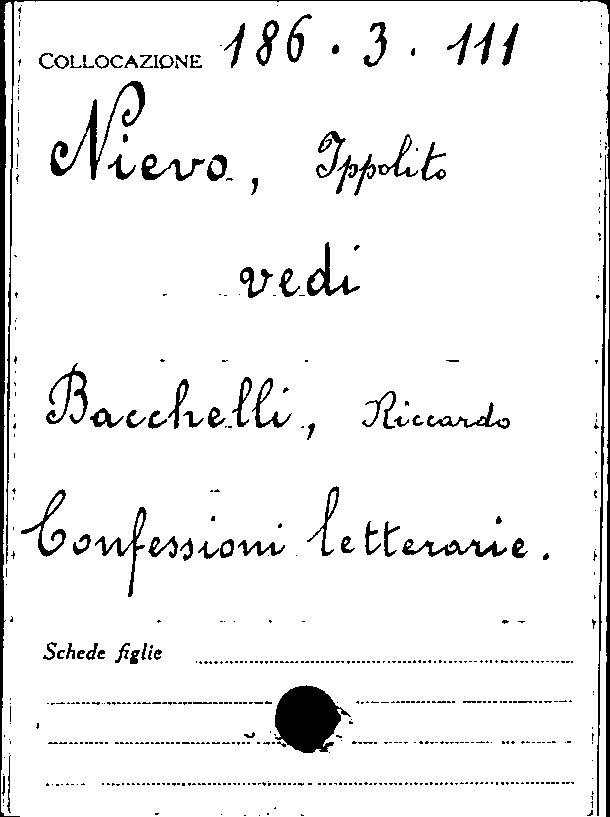 COLLOCAZIONE 186.3.111
Nievo, Ippolito
vedi
Bacchelli, Riccardo
Confessioni letterarie.
Schede figlie